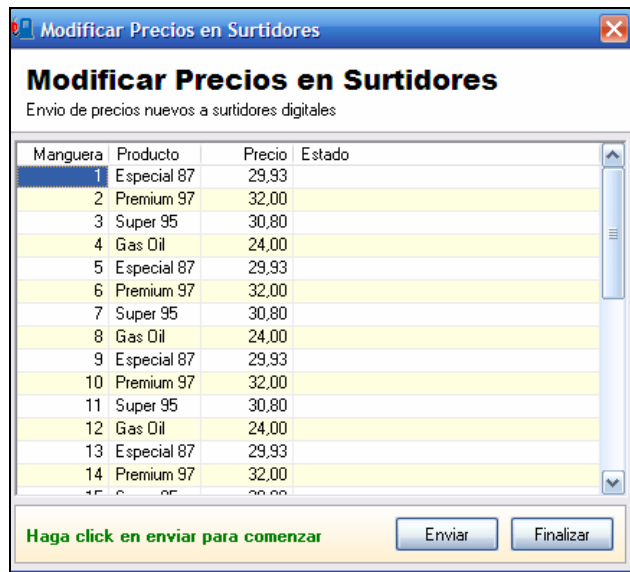 Modificar Precios en Surtidores
Modificar Precios en Surtidores
Envio de precios nuevos a surtidores digitales
Manguera Producto Precio Estado
1 Especial 87 29,93
2 Premium 97 32,00
3 Super 95 30,80
4 Gas Oil 24,00
5 Especial 87 29,93
6 Premium 97 32,00
7 Super 95 30,80
8 Gas Oil 24,00
9 Especial 87 29,93
10 Premium 97 32,00
11 Super 95 30,80
12 Gas Oil 24,00
13 Especial 87 29,93
14 Premium 97 32,00
Haga click en enviar para comenzar Enviar Finalizar